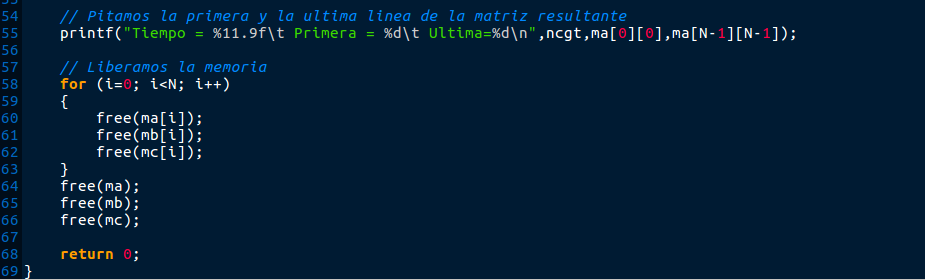 54 // Pitamos la primera y la ultima linea de la matriz resultante
55 printf("Tiempo = %11.9f\t Primera = %d\t Ultima=%d\n",ncgt,ma[0][0],ma[N-1][N-1]);
56
57 // Liberamos la memoria
58 for (i=0; i<N; i++)
59 {
60 free(ma[i]);
61 free(mb[i]);
62 free(mc[i]);
63 }
64 free(ma);
65 free(mb);
66 free(mc);
67
68 return 0;
69 }